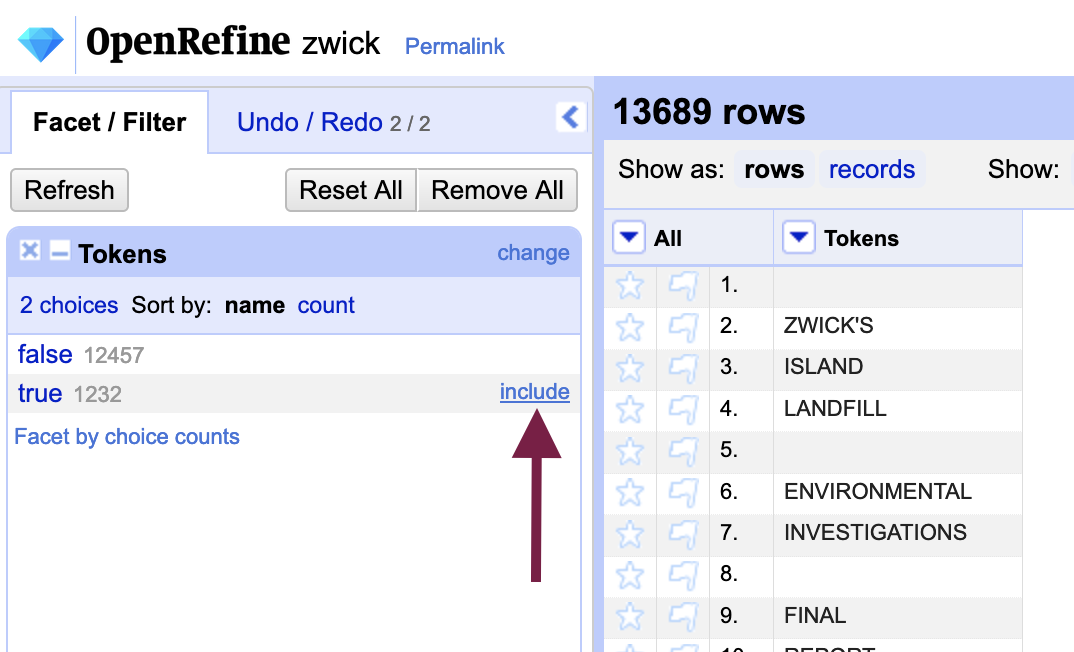 OpenRefine zwick Permalink
Facet / Filter Undo / Redo 2 / 2
Refresh Reset All Remove All
Tokens change
2 choices Sort by: name count
false 12457
true 1232 include
Facet by choice counts
13689 rows
Show as: rows records Show:
All Tokens
1.
2. ZWICK'S
3. ISLAND
4. LANDFILL
5.
6. ENVIRONMENTAL
7. INVESTIGATIONS
8.
9. FINAL
10. REPORT